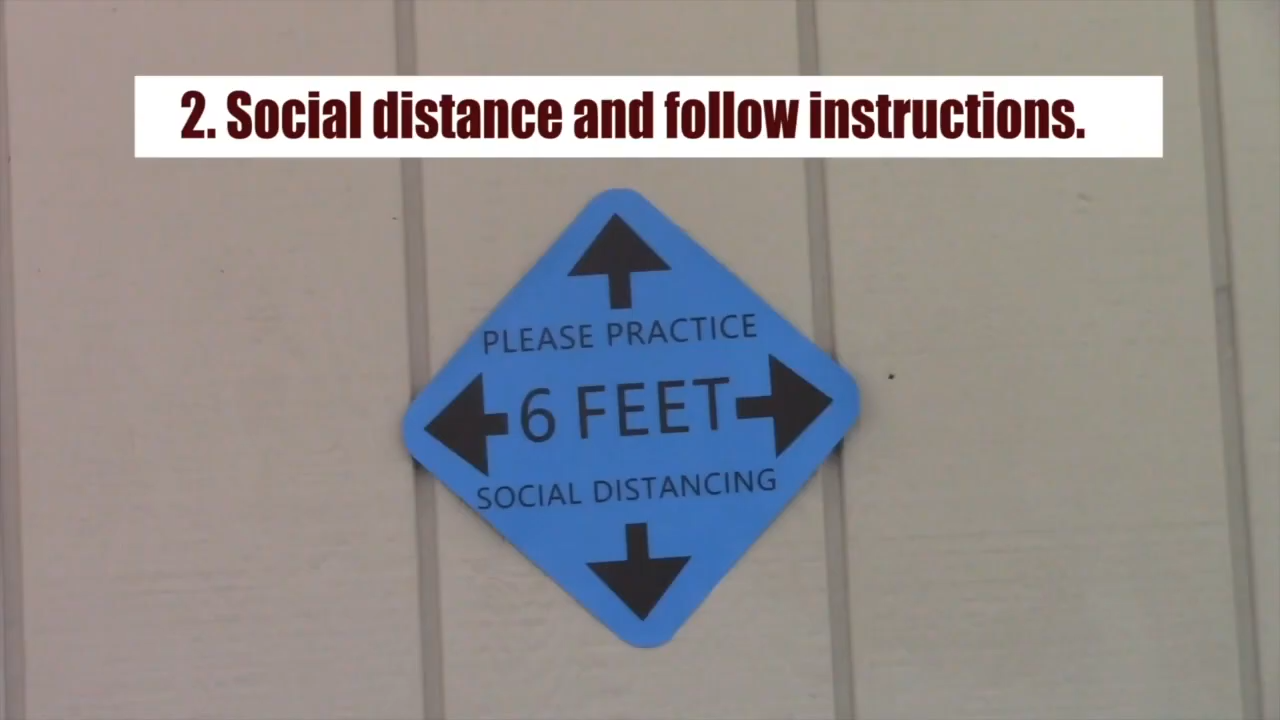 2. Social distance and follow instructions.
PLEASE PRACTICE
6 FEET
SOCIAL DISTANCING